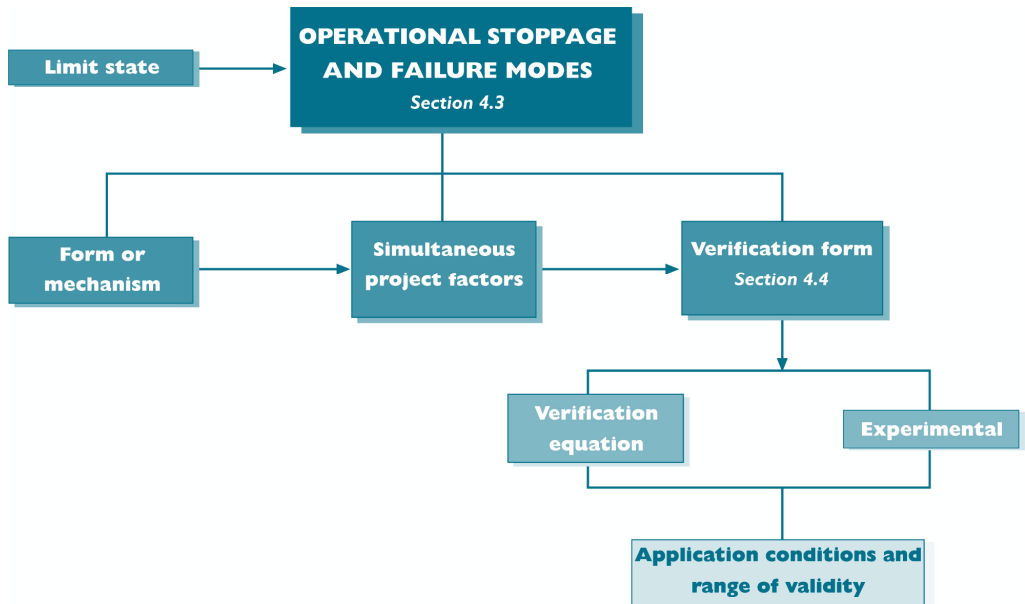 OPERATIONAL STOPPAGE
AND FAILURE MODES
Section 4.3
Limit state
Form or
mechanism
Simultaneous
project factors
Verification form
Section 4.4
Verification
equation
Experimental
Application conditions and
range of validity